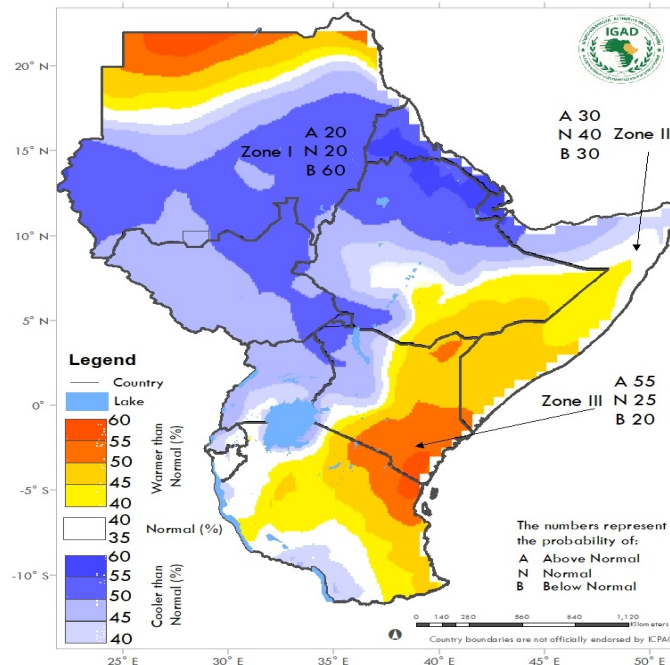 IGAD
20° N
15° N
10° N
5° N
0°
-5° S
-10° S
A 20
Zone I N 20
B 60
A 30
N 40 Zone II
B 30
A 55
Zone III N 25
B 20
Legend
Country
Lake
60
55
50
45
40
Warmer than
Normal (%)
40
35
Normal (%)
60
55
50
45
40
Cooler than
Normal (%)
The numbers represent
the probability of:
A Above Normal
N Normal
B Below Normal
0 140 280 560 840 1,120
Kilometers
Country boundaries are not officially endorsed by ICPAC
25° E 30° E 35° E 40° E 45° E 50° E